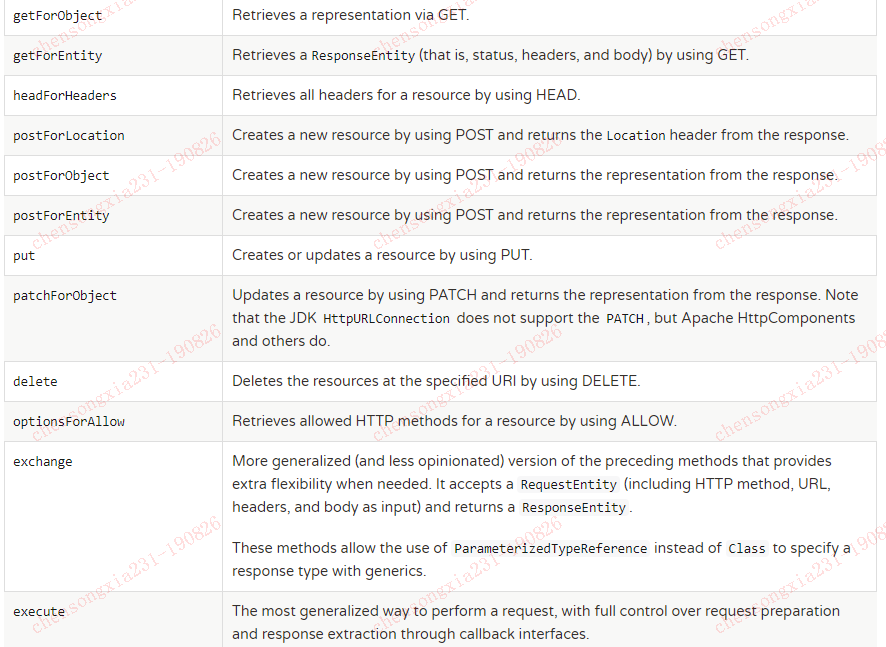 getForObject Retrieves a representation via GET.
getForEntity Retrieves a ResponseEntity (that is, status, headers, and body) by using GET.
headForHeaders Retrieves all headers for a resource by using HEAD.
postForLocation Creates a new resource by using POST and returns the Location header from the response.
postForObject Creates a new resource by using POST and returns the representation from the response.
postForEntity Creates a new resource by using POST and returns the representation from the response.
put Creates or updates a resource by using PUT.
patchForObject Updates a resource by using PATCH and returns the representation from the response. Note
that the JDK HttpURLConnection does not support the PATCH, but Apache HttpComponents
and others do.
delete Deletes the resources at the specified URI by using DELETE.
optionsForAllow Retrieves allowed HTTP methods for a resource by using ALLOW.
exchange More generalized (and less opinionated) version of the preceding methods that provides
extra flexibility when needed. It accepts a RequestEntity (including HTTP method, URL,
headers, and body as input) and returns a ResponseEntity.
These methods allow the use of ParameterizedTypeReference instead of Class to specify a
response type with generics.
execute The most generalized way to perform a request, with full control over request preparation
and response extraction through callback interfaces.
chensongxia231-190826
chensongxia231-190826
chensongxia231-190826
chensongxia231-190826
chensongxia231-190826
chensongxia231-190826